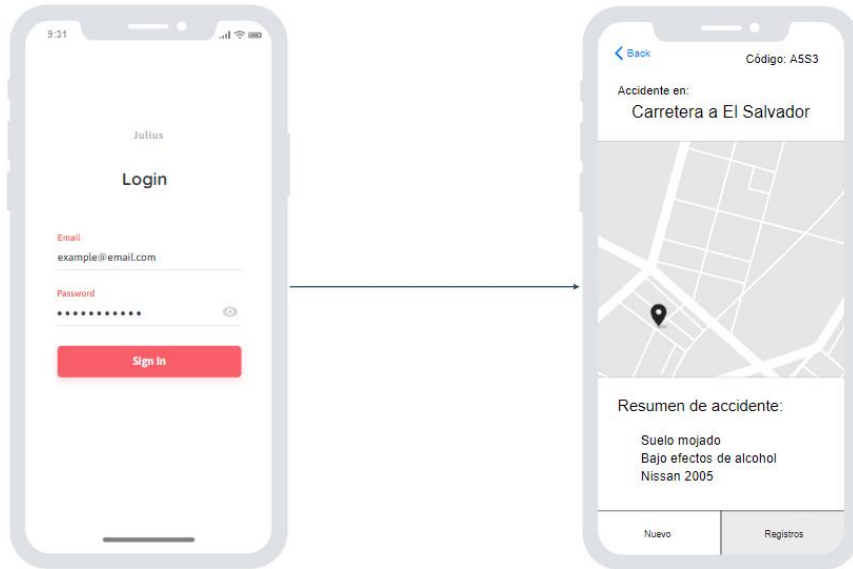 9:31
Julius
Login
Email
example@email.com
Password
•••••••••••
Sign In
Back
Código: A5S3
Accidente en:
Carretera a El Salvador
Resumen de accidente:
Suelo mojado
Bajo efectos de alcohol
Nissan 2005
Nuevo
Registros